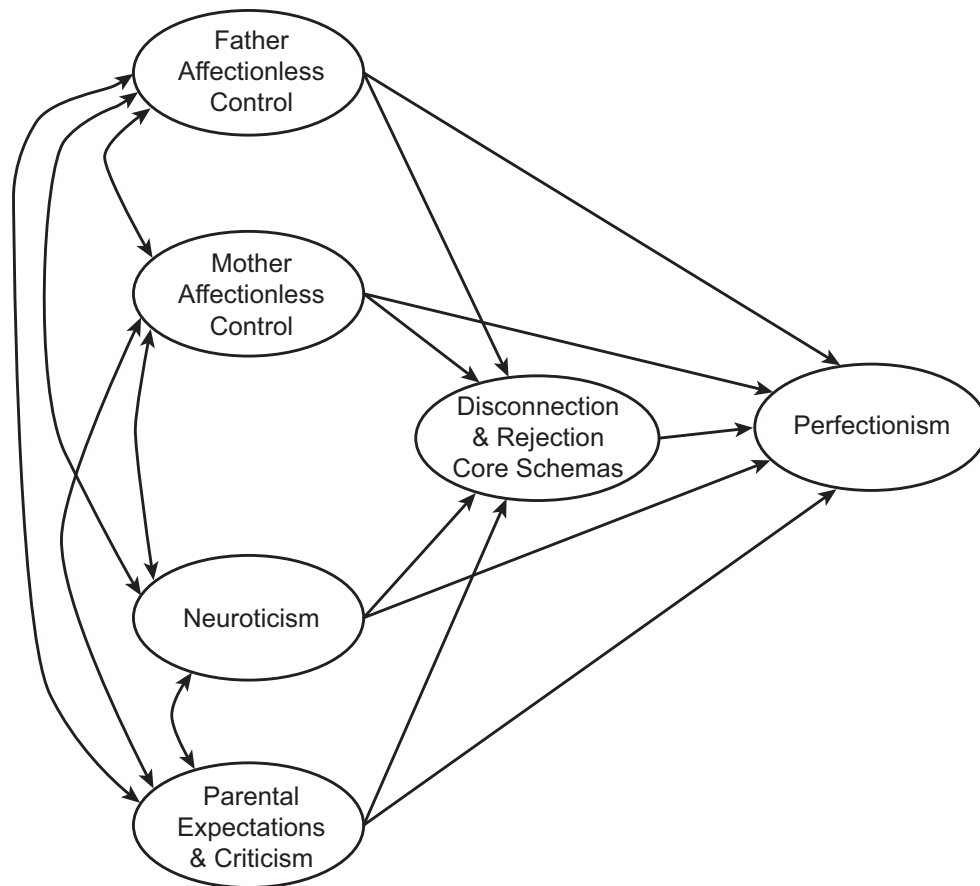 Father
Affectionless
Control
Mother
Affectionless
Control
Disconnection
& Rejection
Core Schemas
Perfectionism
Neuroticism
Parental
Expectations
& Criticism